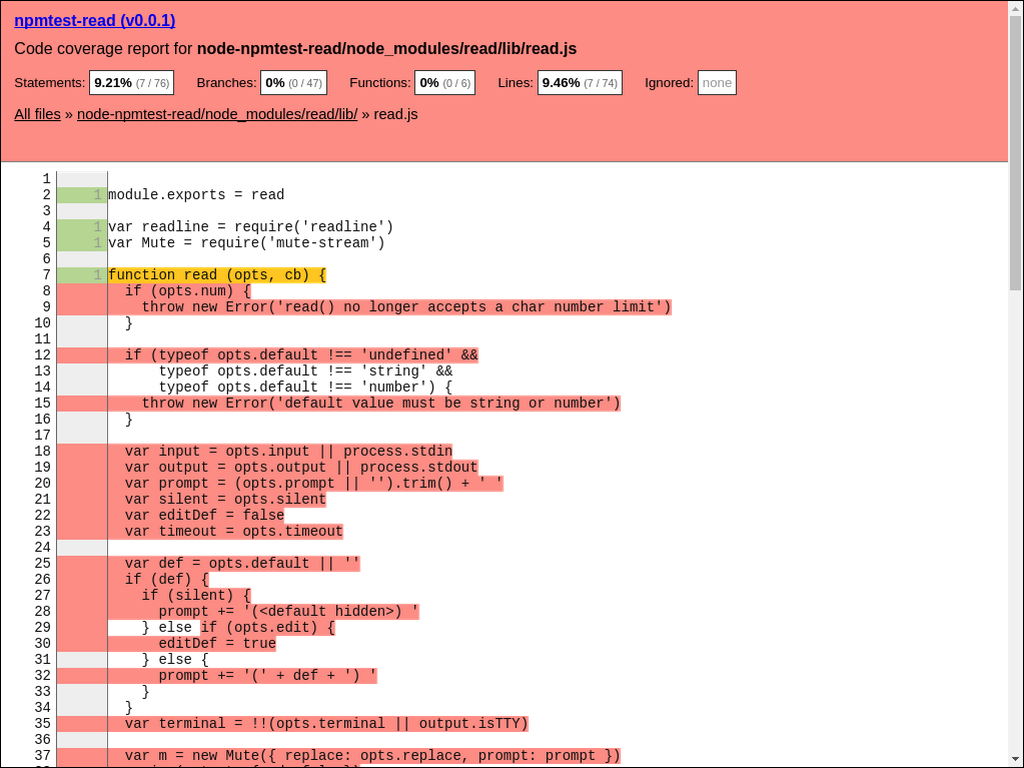 npmtest-read (v0.0.1)
Code coverage report for node-npmtest-read/node_modules/read/lib/read.js
Statements: 9.21% (7 / 76) Branches: 0% (0 / 47) Functions: 0% (0 / 6) Lines: 9.46% (7 / 74) Ignored: none
All files » node-npmtest-read/node_modules/read/lib/ » read.js
1
2 1 module.exports = read
3
4 1 var readline = require('readline')
5 1 var Mute = require('mute-stream')
6
7 1 function read (opts, cb) {
8   if (opts.num) {
9     throw new Error('read() no longer accepts a char number limit')
10   }
11
12   if (typeof opts.default !== 'undefined' &&
13       typeof opts.default !== 'string' &&
14       typeof opts.default !== 'number') {
15     throw new Error('default value must be string or number')
16   }
17
18   var input = opts.input || process.stdin
19   var output = opts.output || process.stdout
20   var prompt = (opts.prompt || '').trim() + ' '
21   var silent = opts.silent
22   var editDef = false
23   var timeout = opts.timeout
24
25   var def = opts.default || ''
26   if (def) {
27     if (silent) {
28       prompt += '(<default hidden>) '
29     } else if (opts.edit) {
30       editDef = true
31     } else {
32       prompt += '(' + def + ') '
33     }
34   }
35   var terminal = !!(opts.terminal || output.isTTY)
36
37   var m = new Mute({ replace: opts.replace, prompt: prompt })